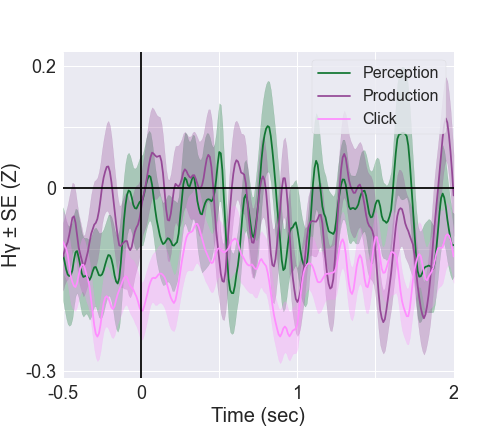 0.2
0
-0.3
Hγ ± SE (Z)
Perception
Production
Click
-0.5
0
1
2
Time (sec)